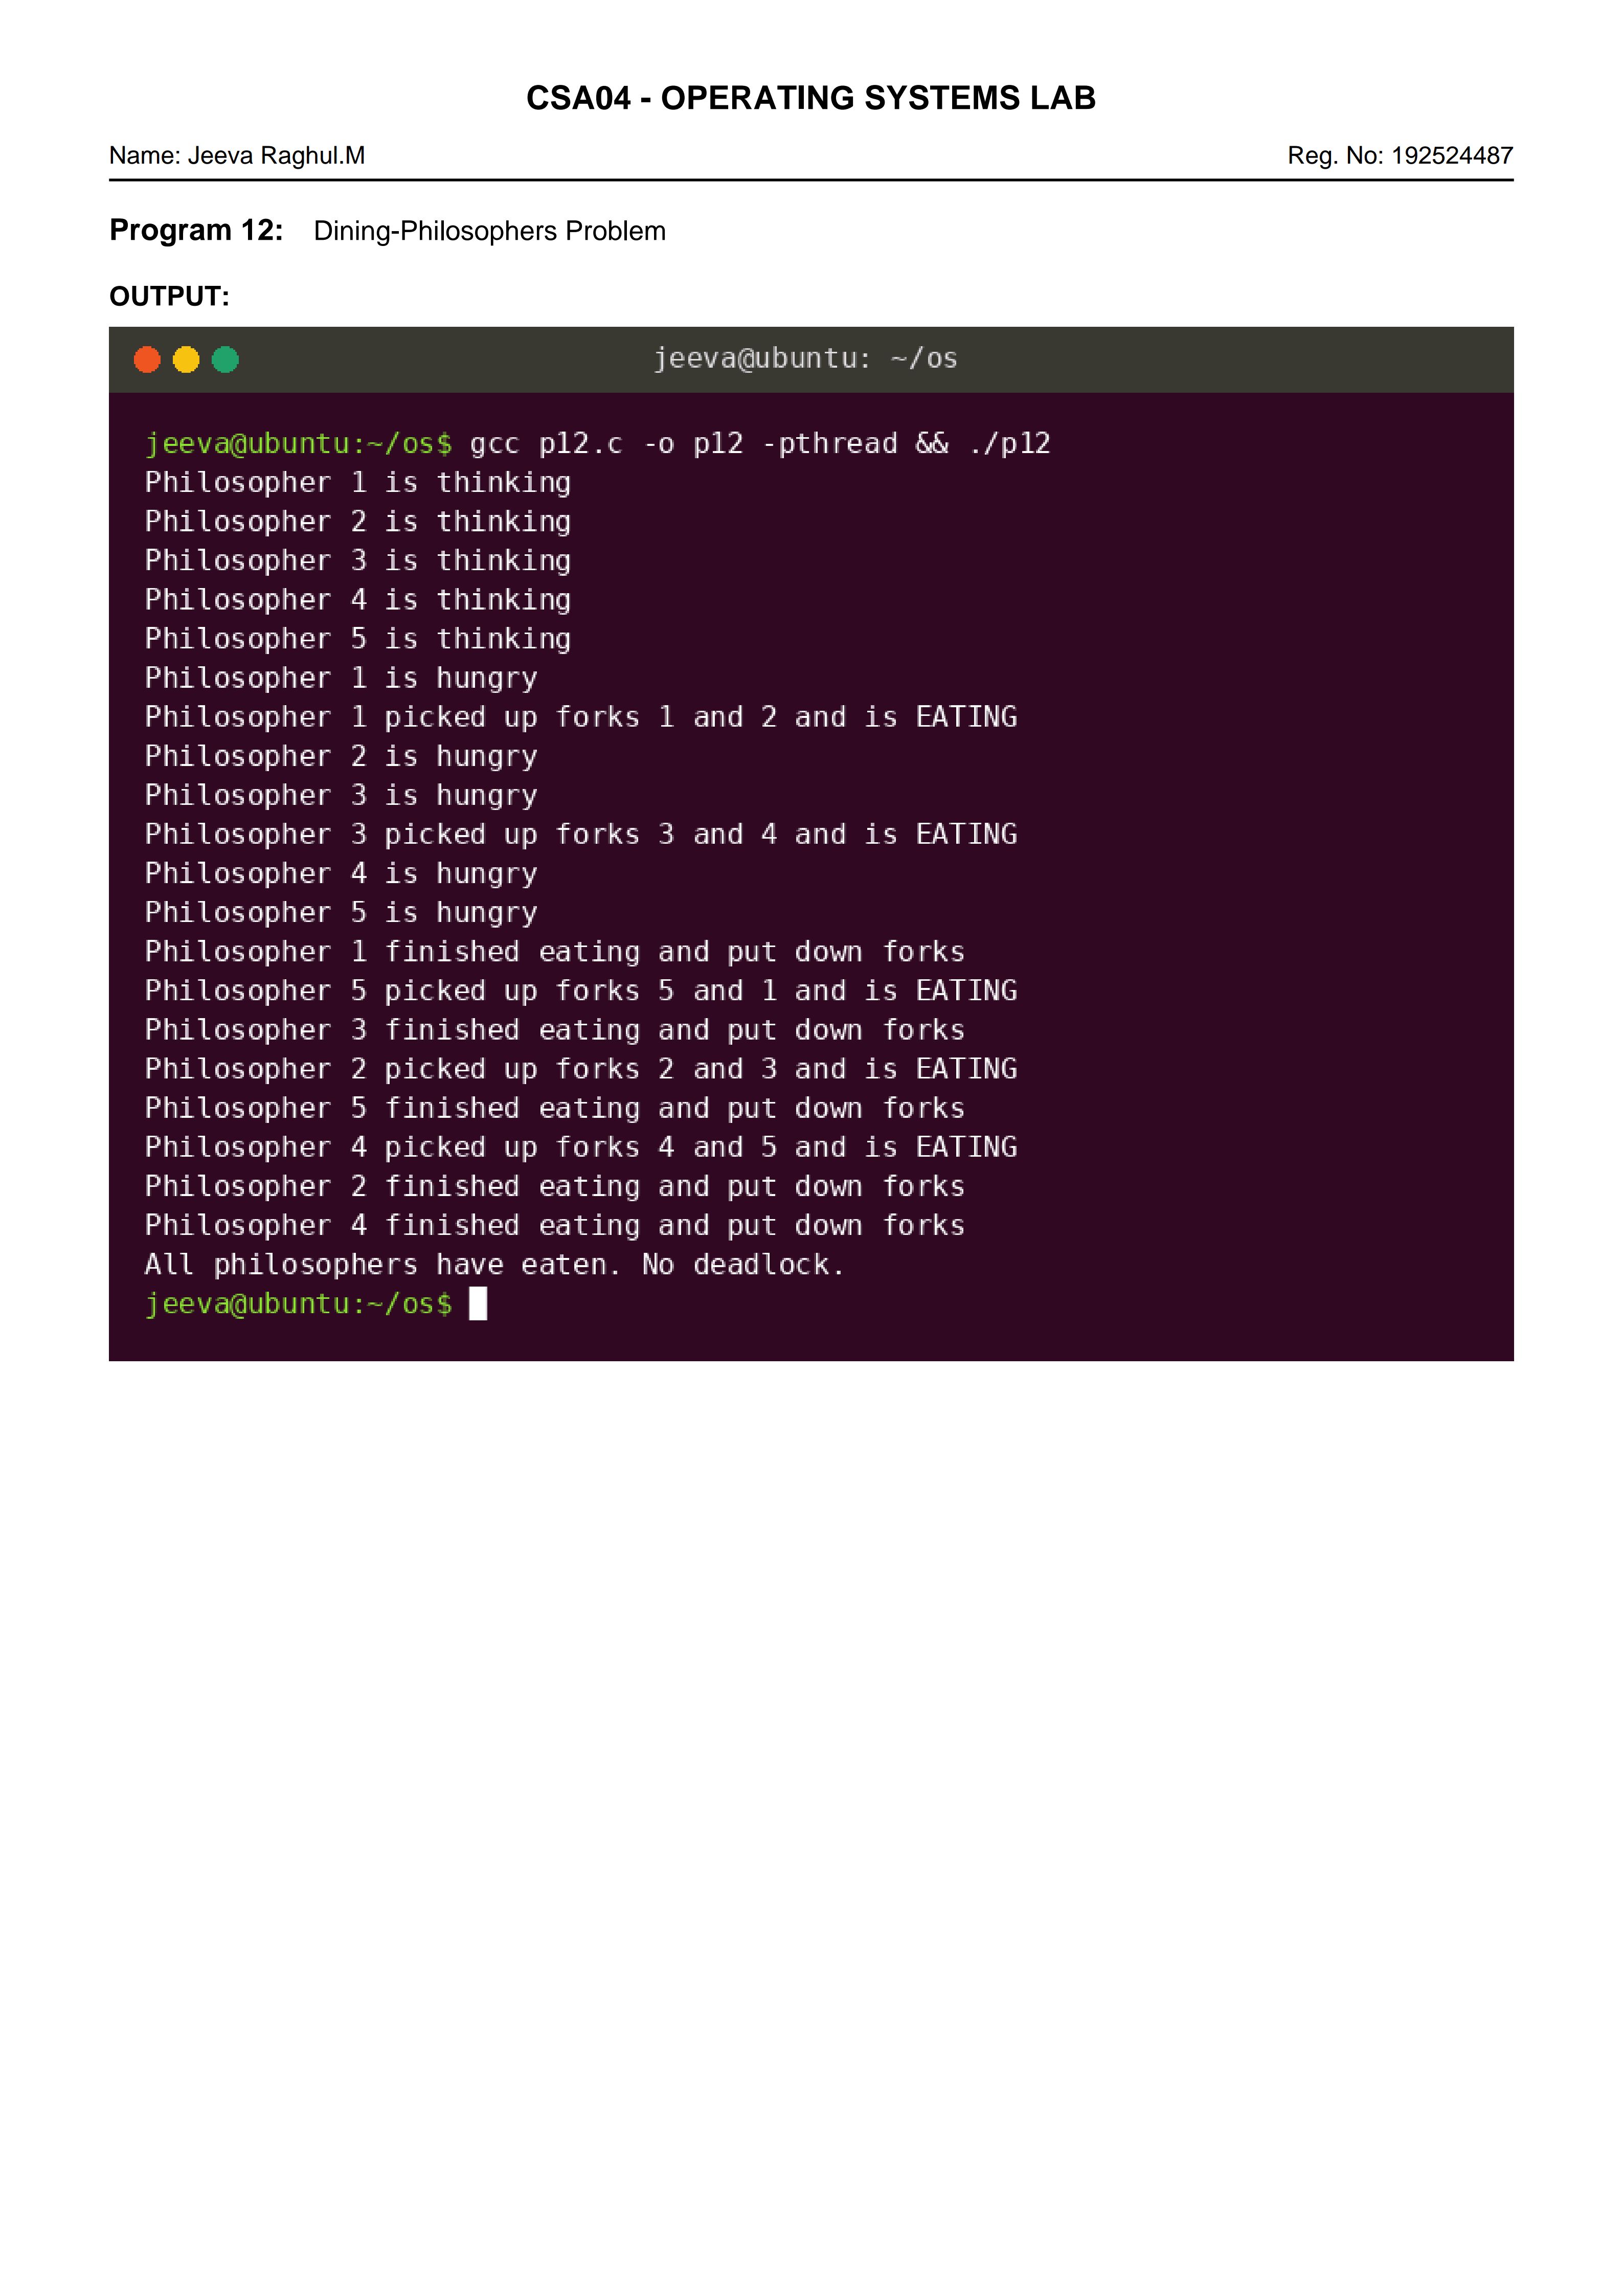 CSA04 - OPERATING SYSTEMS LAB
Name: Jeeva Raghul.M Reg. No: 192524487
Program 12: Dining-Philosophers Problem
OUTPUT:
jeeva@ubuntu: ~/os
jeeva@ubuntu:~/os$ gcc p12.c -o p12 -pthread && ./p12
Philosopher 1 is thinking
Philosopher 2 is thinking
Philosopher 3 is thinking
Philosopher 4 is thinking
Philosopher 5 is thinking
Philosopher 1 is hungry
Philosopher 1 picked up forks 1 and 2 and is EATING
Philosopher 2 is hungry
Philosopher 3 is hungry
Philosopher 3 picked up forks 3 and 4 and is EATING
Philosopher 4 is hungry
Philosopher 5 is hungry
Philosopher 1 finished eating and put down forks
Philosopher 5 picked up forks 5 and 1 and is EATING
Philosopher 3 finished eating and put down forks
Philosopher 2 picked up forks 2 and 3 and is EATING
Philosopher 5 finished eating and put down forks
Philosopher 4 picked up forks 4 and 5 and is EATING
Philosopher 2 finished eating and put down forks
Philosopher 4 finished eating and put down forks
All philosophers have eaten. No deadlock.
jeeva@ubuntu:~/os$